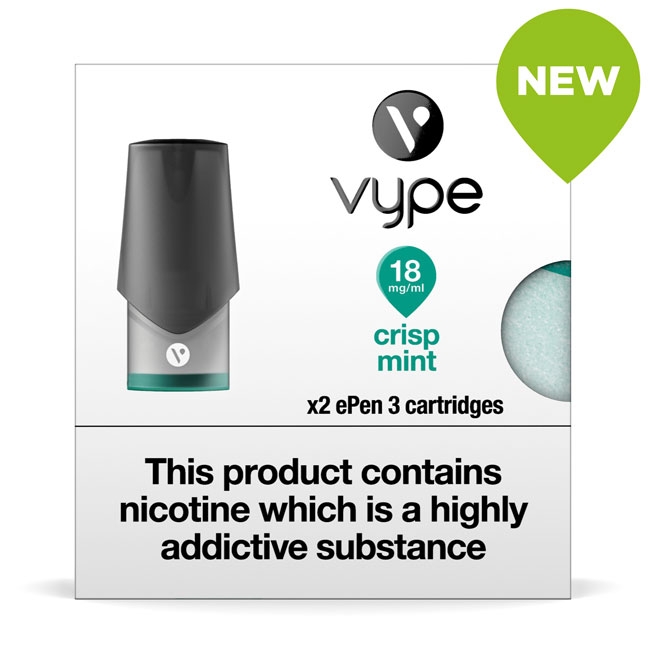 NEW
vype
18
mg/ml
crisp
mint
x2 ePen 3 cartridges
This product contains
nicotine which is a highly
addictive substance